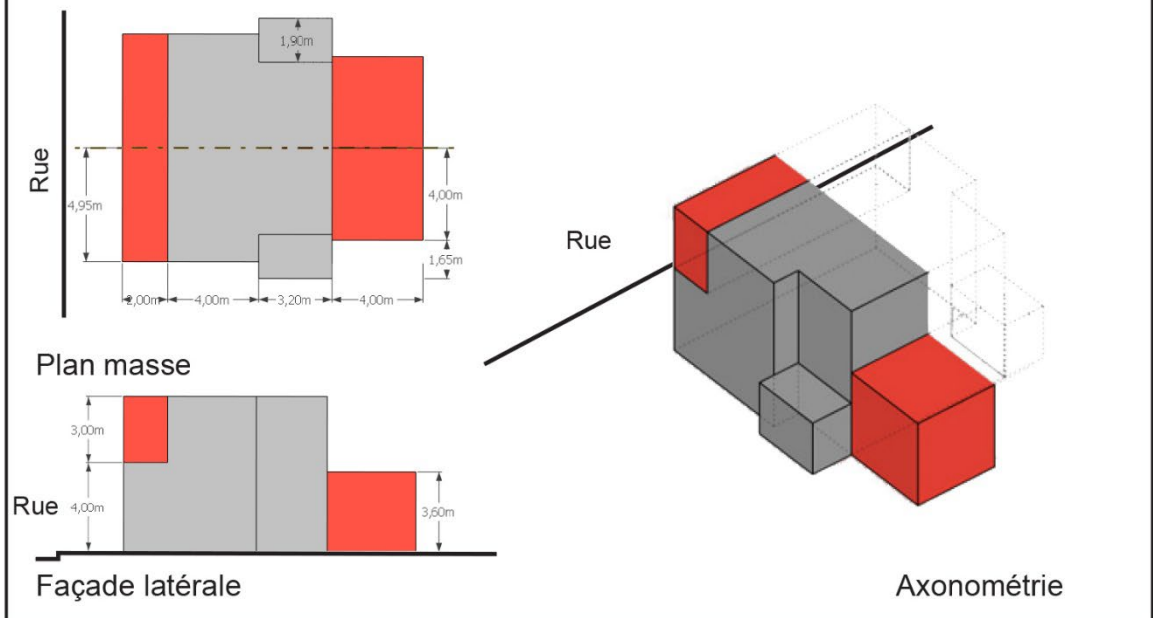 1,90m
Rue
4,95m
4,00m
1,65m
2,00m
4,00m
3,20m
4,00m
Plan masse
3,00m
Rue
4,00m
3,60m
Façade latérale
Rue
Axonométrie